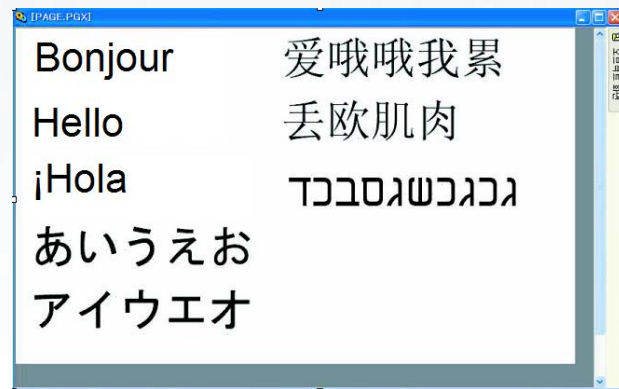 [PAGE.PGX]
Bonjour
Hello
¡Hola
あいうえお
アイウエオ
爱哦哦我累
丢欧肌肉
גכגכשגסבכד